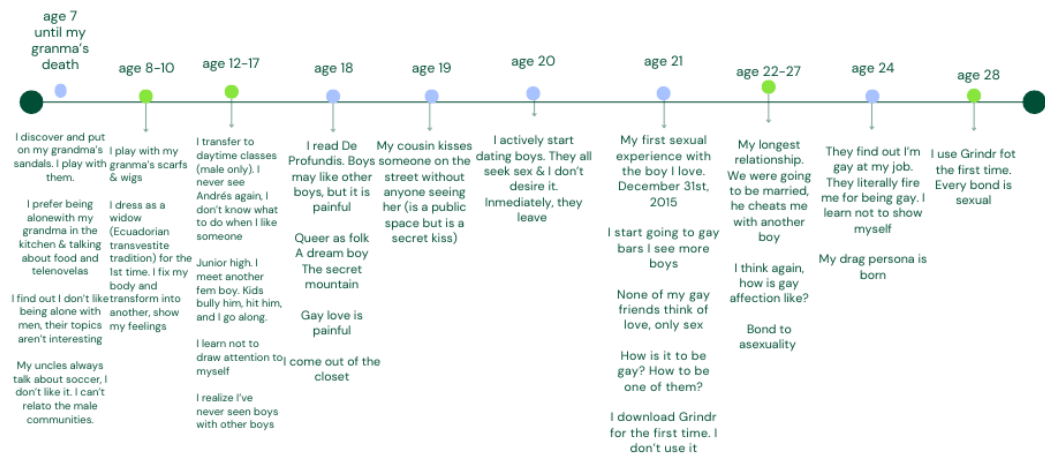 age 7
until my
granma's
death
I discover and put
on my grandma's
sandals. I play with
them.
I prefer being
alonewith my
grandma in the
kitchen & talking
about food and
telenovelas
I find out I don't like
being alone with
men, their topics
aren't interesting
My uncles always
talk about soccer, I
don't like it. I can't
relato the male
communities.
age 8-10
I play with my
granma's scarfs
& wigs
I dress as a
widow
(Ecuadorian
transvestite
tradition) for the
1st time. I fix my
body and
transform into
another, show
my feelings
age 12-17
I transfer to
daytime classes
(male only). I
never see
Andrés again, I
don't know what
to do when I like
someone
Junior high. I
meet another
fem boy. Kids
bully him, hit him,
and I go along.
I learn not to
draw attention to
myself
I realize I've
never seen boys
with other boys
age 18
I read De
Profundis. Boys
may like other
boys, but it is
painful
Queer as folk
A dream boy
The secret
mountain
Gay love is
painful
I come out of the
closet
age 19
My cousin kisses
someone on the
street without
anyone seeing
her (is a public
space but is a
secret kiss)
age 20
I actively start
dating boys. They all
seek sex & I don't
desire it.
Inmediately, they
leave
age 21
My first sexual
experience with
the boy I love.
December 31st,
2015
I start going to gay
bars I see more
boys
None of my gay
friends think of
love, only sex
How is it to be
gay? How to be
one of them?
I download Grindr
for the first time. I
don't use it
age 22-27
My longest
relationship.
We were going
to be married,
he cheats me
with another
boy
I think again,
how is gay
affection like?
Bond to
asexuality
age 24
They find out I'm
gay at my job.
They literally fire
me for being gay. I
learn not to show
myself
My drag persona is
born
age 28
I use Grindr fot
the first time.
Every bond is
sexual